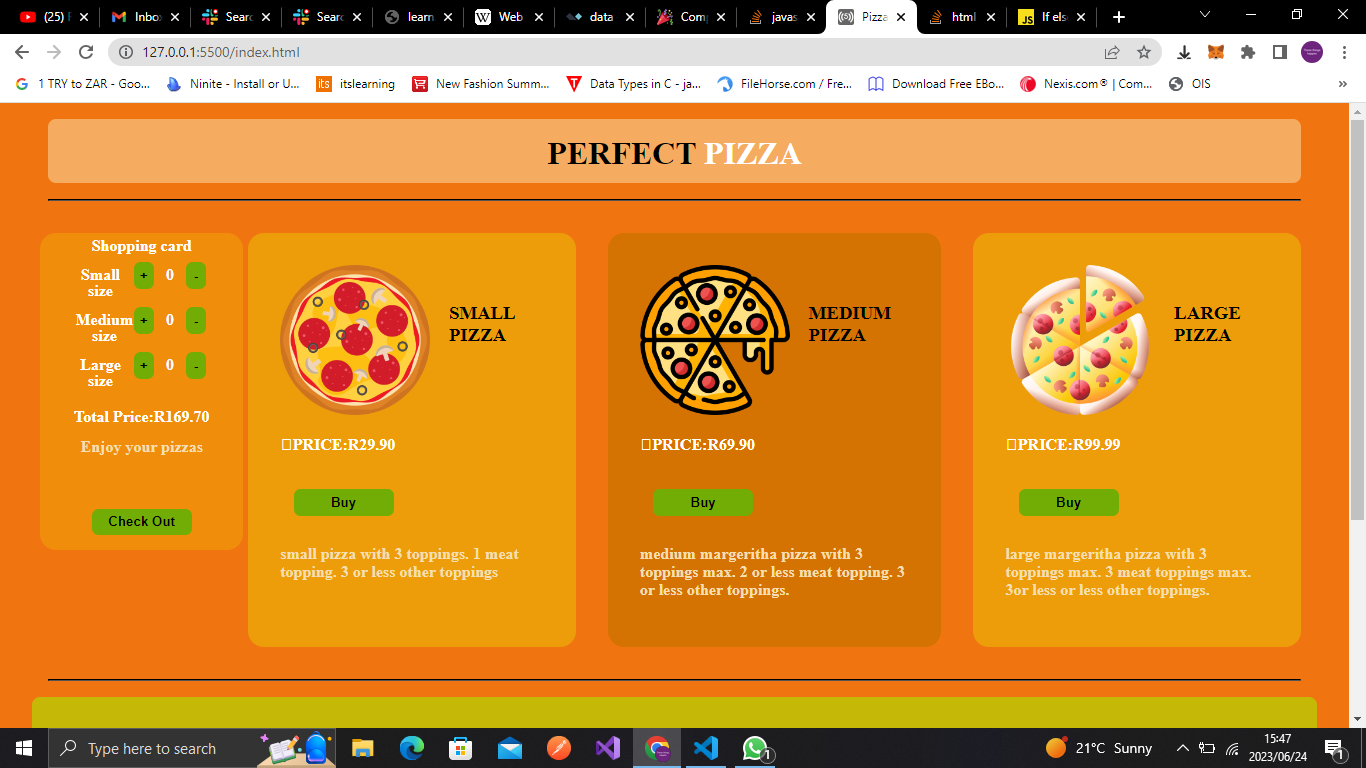 (25) F
Inbo
Searc
Searc
learn
Web
data
Comp
javas
Pizza
html
If els
127.0.0.1:5500/index.html
1 TRY to ZAR - Goo...
Ninite - Install or U...
its
itslearning
New Fashion Summ...
Data Types in C - ja...
FileHorse.com / Fre...
Download Free EBo...
Nexis.com® | Com...
OIS
»
PERFECT PIZZA
Shopping card
Small size
+ 0 -
Medium size
+ 0 -
Large size
+ 0 -
Total Price:R169.70
Enjoy your pizzas
Check Out
SMALL
PIZZA
PRICE:R29.90
Buy
small pizza with 3 toppings. 1 meat
topping. 3 or less other toppings
MEDIUM
PIZZA
PRICE:R69.90
Buy
medium margeritha pizza with 3
toppings max. 2 or less meat topping. 3
or less other toppings.
LARGE
PIZZA
PRICE:R99.99
Buy
large margeritha pizza with 3
toppings max. 3 meat toppings max.
3or less or less other toppings.
Type here to search
1
21°C Sunny
15:47
2023/06/24
1